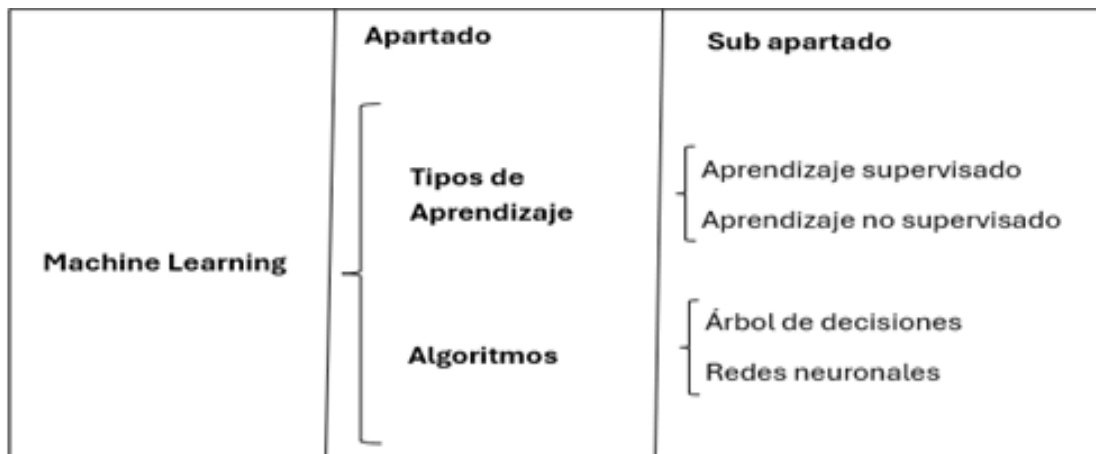 Apartado
Sub apartado
Tipos de
Aprendizaje
Aprendizaje supervisado
Aprendizaje no supervisado
Machine Learning
Algoritmos
Árbol de decisiones
Redes neuronales